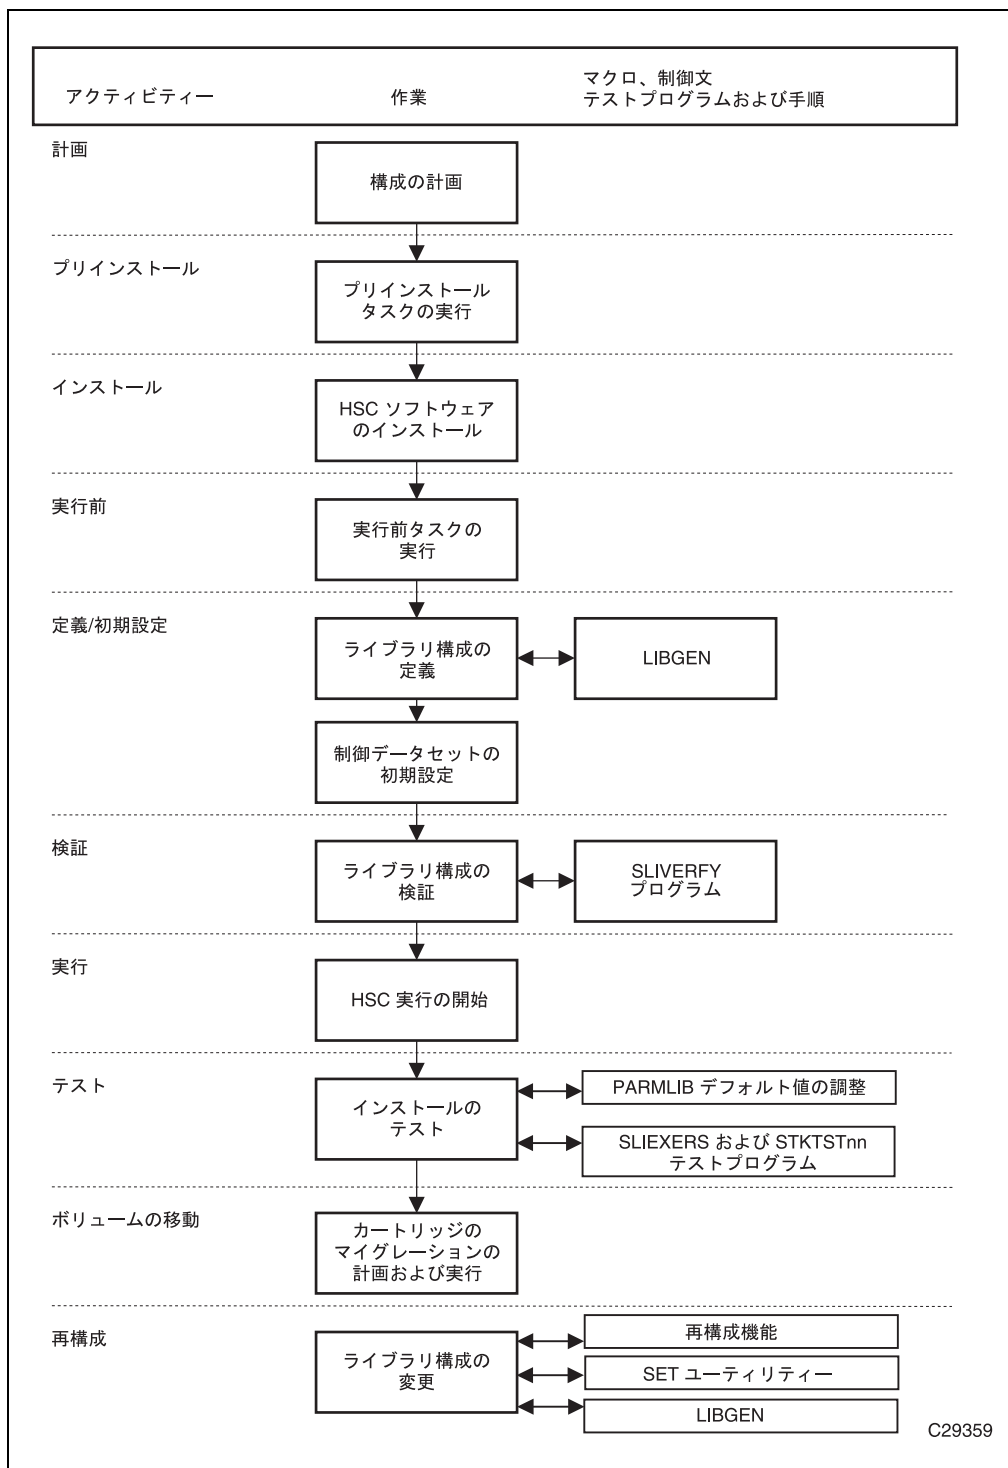 アクティビティー
作業
マクロ、制御文
テストプログラムおよび手順
計画
構成の計画
プリインストール
プリインストール
タスクの実行
インストール
HSC ソフトウェア
のインストール
実行前
実行前タスクの
実行
定義/初期設定
ライブラリ構成の
定義
LIBGEN
制御データセットの
初期設定
検証
ライブラリ構成の
検証
SLIVERFY
プログラム
実行
HSC 実行の開始
テスト
インストールの
テスト
PARMLIB デフォルト値の調整
SLIEXERS および STKTSTnn
テストプログラム
ボリュームの移動
カートリッジの
マイグレーションの
計画および実行
再構成
ライブラリ構成の
変更
再構成機能
SET ユーティリティー
LIBGEN
C29359